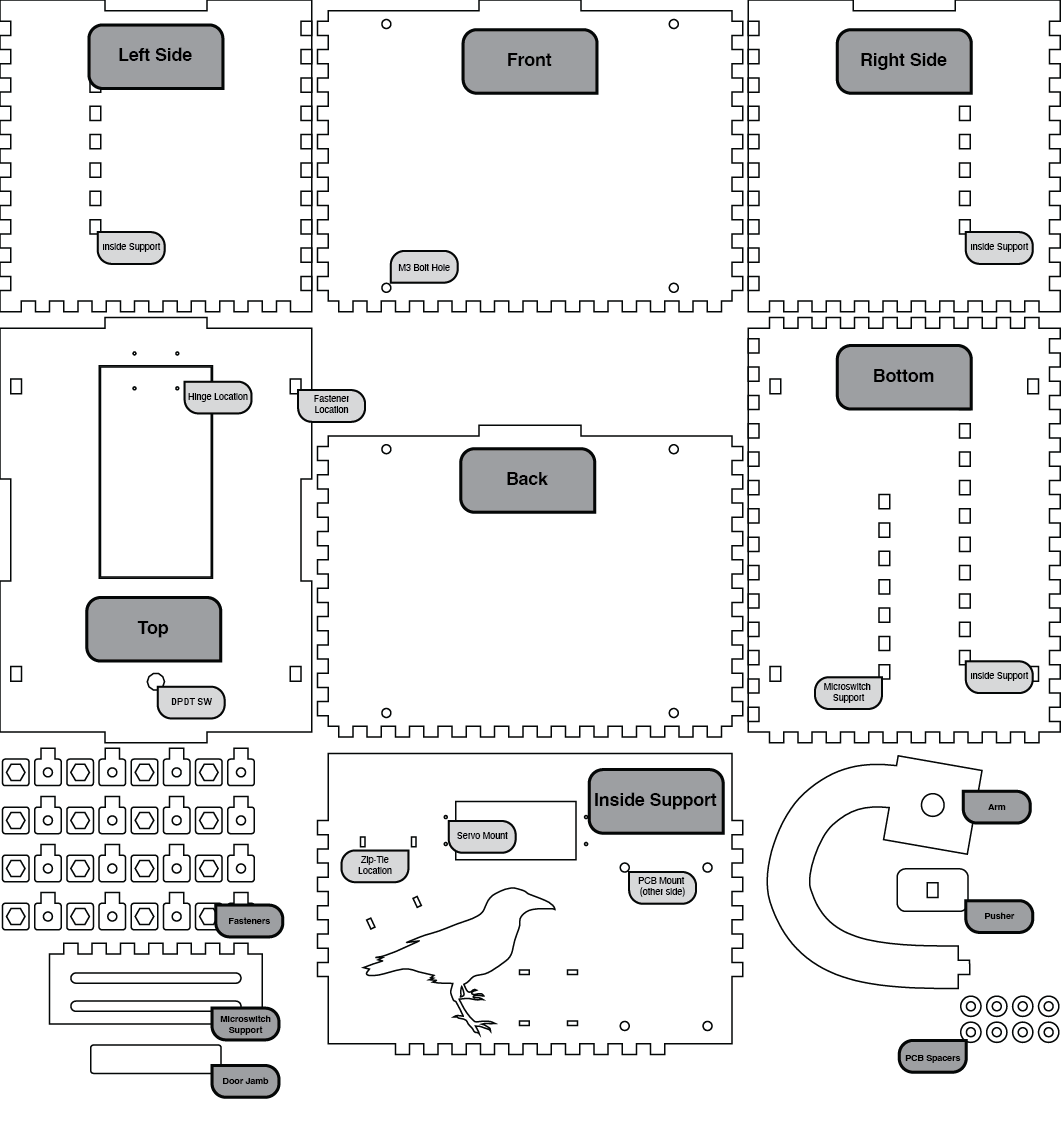 Left Side
Front
Right Side
Inside Support
M3 Bolt Hole
Inside Support
Hinge Location
Fastener
Location
Bottom
Back
Top
DPDT SW
Microswitch
Support
Inside Support
Inside Support
Servo Mount
Zip-Tie
Location
PCB Mount
(other side)
Arm
Pusher
Fasteners
Microswitch
Support
Door Jamb
PCB Spacers